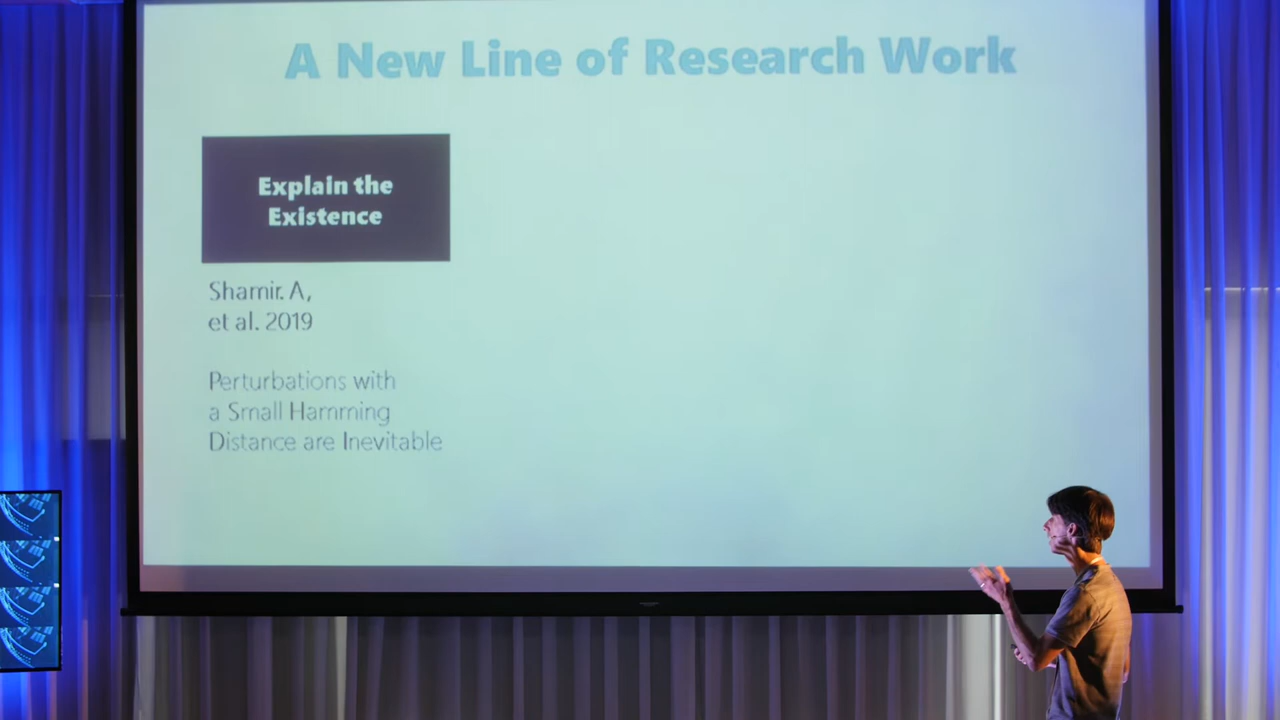 A New Line of Research Work
Explain the
Existence
Shamir. A,
et al. 2019
Perturbations with
a Small Hamming
Distance are Inevitable